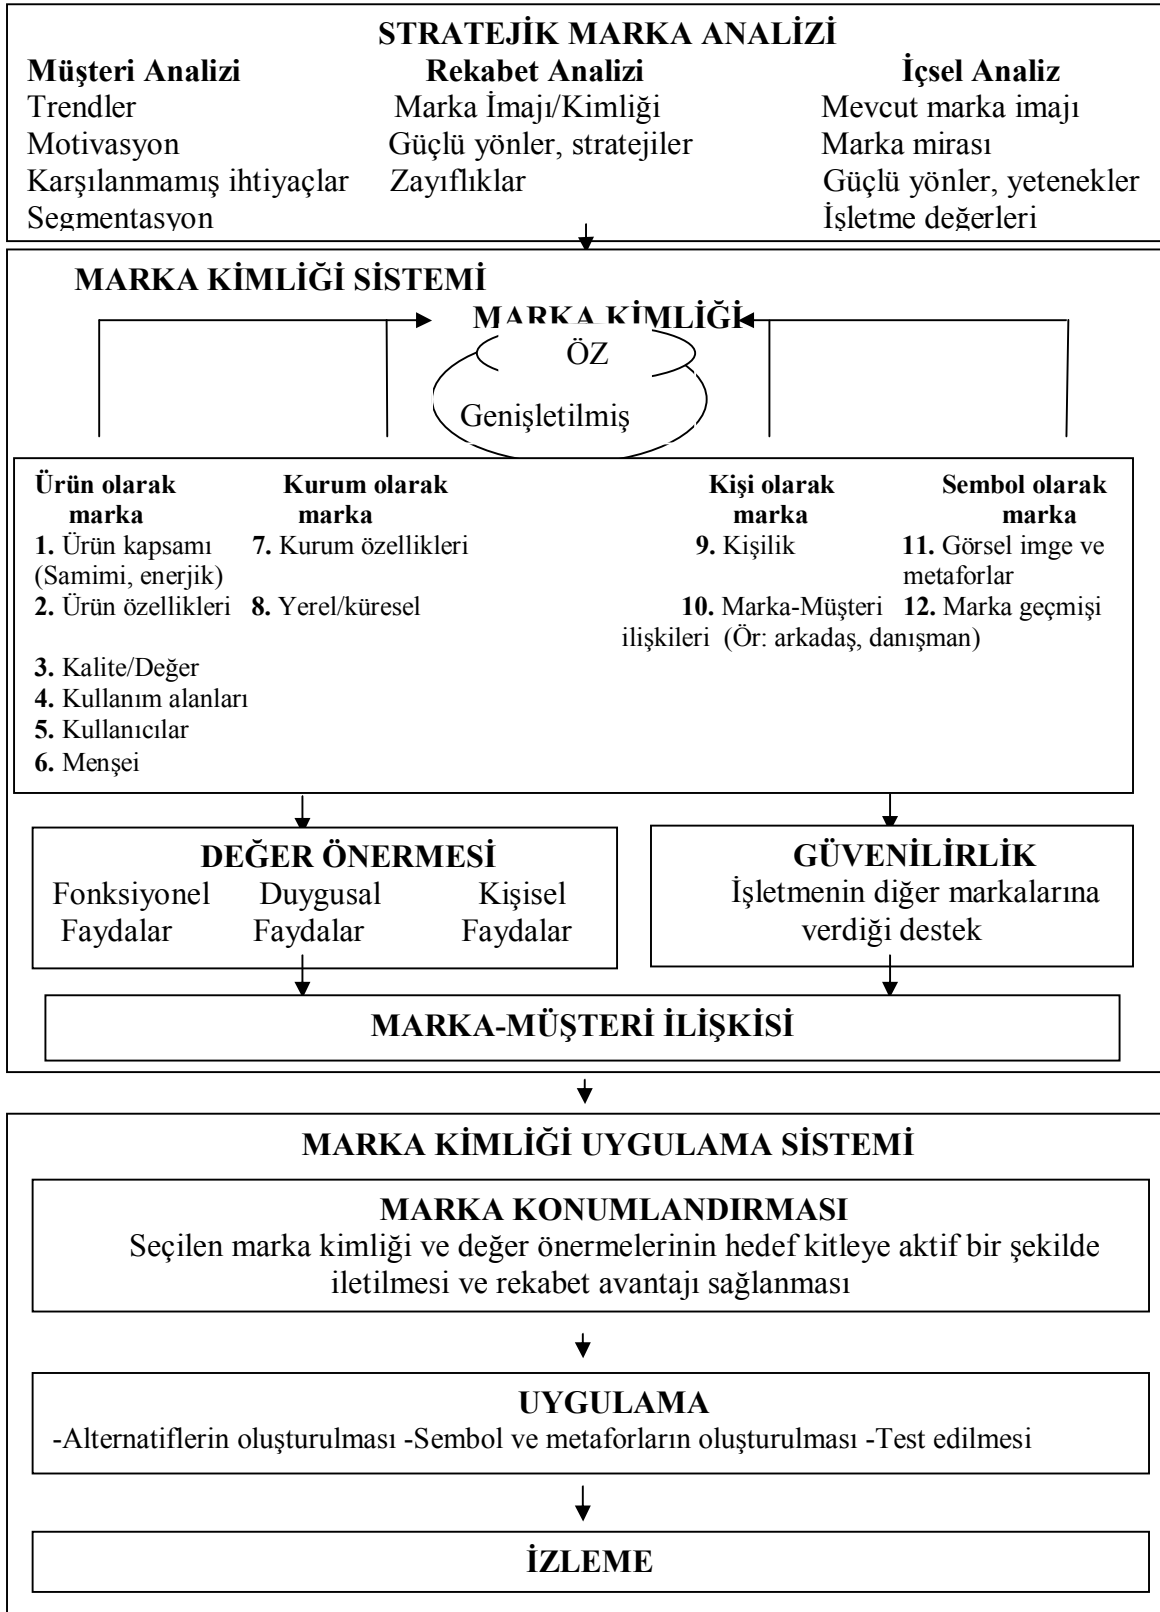 STRATEJİK MARKA ANALİZİ
Müşteri Analizi Rekabet Analizi İçsel Analiz
Trendler Marka İmajı/Kimliği Mevcut marka imajı
Motivasyon Güçlü yönler, stratejiler Marka mirası
Karşılanmamış ihtiyaçlar Zayıflıklar Güçlü yönler, yetenekler
Segmentasyon İşletme değerleri
MARKA KİMLİĞİ SİSTEMİ
MARKA KİMLİĞİ
ÖZ
Genişletilmiş
Ürün olarak Kurum olarak Kişi olarak Sembol olarak
marka marka marka marka
1. Ürün kapsamı 7. Kurum özellikleri 9. Kişilik 11. Görsel imge ve
(Samimi, enerjik) metaforlar
2. Ürün özellikleri 8. Yerel/küresel 10. Marka-Müşteri 12. Marka geçmişi
ilişkileri (Ör: arkadaş, danışman)
3. Kalite/Değer
4. Kullanım alanları
5. Kullanıcılar
6. Menşei
DEĞER ÖNERMESİ
Fonksiyonel Duygusal Kişisel
Faydalar Faydalar Faydalar
GÜVENİLİRLİK
İşletmenin diğer markalarına
verdiği destek
MARKA-MÜŞTERİ İLİŞKİSİ
MARKA KİMLİĞİ UYGULAMA SİSTEMİ
MARKA KONUMLANDIRMASI
Seçilen marka kimliği ve değer önermelerinin hedef kitleye aktif bir şekilde
iletilmesi ve rekabet avantajı sağlanması
UYGULAMA
-Alternatiflerin oluşturulması -Sembol ve metaforların oluşturulması -Test edilmesi
İZLEME